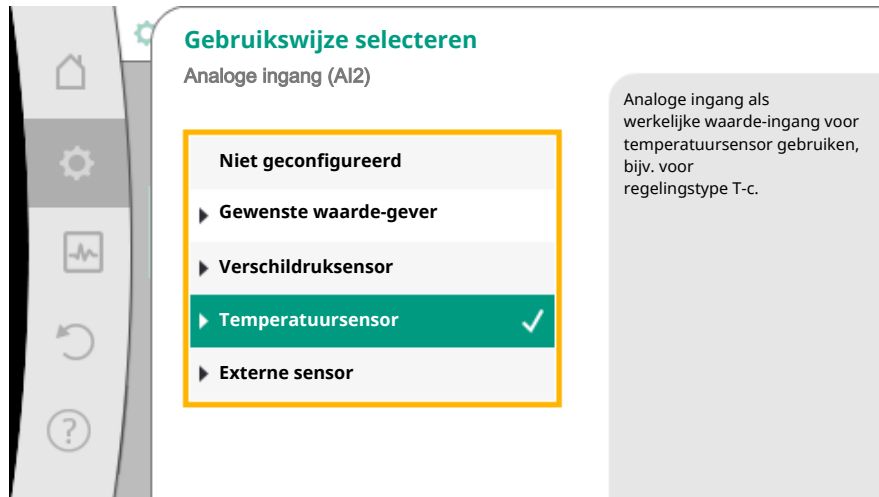 Gebruikswijze selecteren
Analoge ingang (AI2)
Niet geconfigureerd
Gewenste waarde-gever
Verschildruksensor
Temperatuursensor
Externe sensor
Analoge ingang als
werkelijke waarde-ingang voor
temperatuursensor gebruiken,
bijv. voor
regelingstype T-c.
?